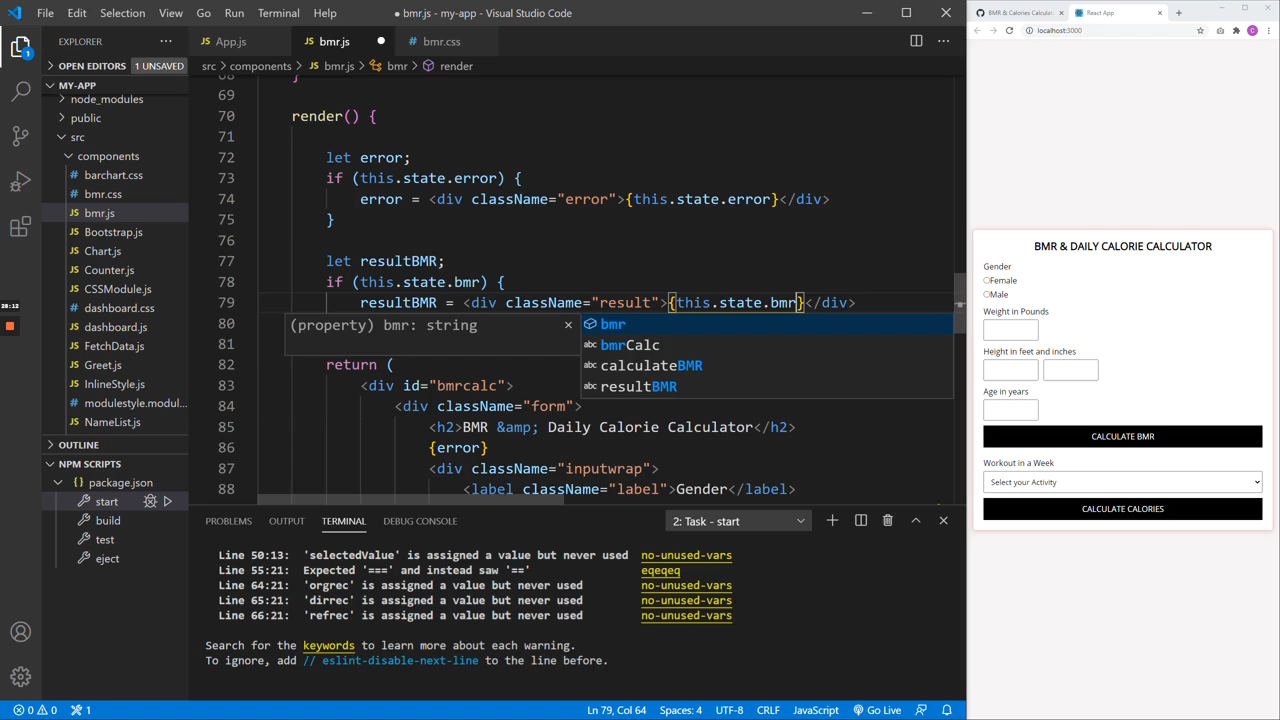 File Edit Selection View Go Run Terminal Help
● bmr.js - my-app - Visual Studio Code
EXPLORER
OPEN EDITORS 1 UNSAVED
MY-APP
node_modules
public
src
components
barchart.css
bmr.css
bmr.js
Bootstrap.js
Chart.js
Counter.js
CSSModule.js
dashboard.css
dashboard.js
FetchData.js
Greet.js
InlineStyle.js
modulestyle.modul...
NameList.js
OUTLINE
NPM SCRIPTS
package.json
start
build
test
eject
1
28:12
App.js bmr.js bmr.css
src > components > bmr.js > bmr > render
68 }
69
70 render() {
71
72 let error;
73 if (this.state.error) {
74 error = <div className="error">{this.state.error}</div>
75 }
76
77 let resultBMR;
78 if (this.state.bmr) {
79 resultBMR = <div className="result">{this.state.bmr}</div>
80
81
82 return (
83 <div id="bmrcalc">
84 <div className="form">
85 <h2>BMR &amp; Daily Calorie Calculator</h2>
86 {error}
87 <div className="inputwrap">
88 <label className="label">Gender</label>
(property) bmr: string
bmr
bmrCalc
calculateBMR
resultBMR
PROBLEMS OUTPUT TERMINAL DEBUG CONSOLE
2: Task - start
Line 50:13: 'selectedValue' is assigned a value but never used no-unused-vars
Line 55:21: Expected '===' and instead saw '==' eqeqeq
Line 64:21: 'orgrec' is assigned a value but never used no-unused-vars
Line 65:21: 'dirrec' is assigned a value but never used no-unused-vars
Line 66:21: 'refrec' is assigned a value but never used no-unused-vars
Search for the keywords to learn more about each warning.
To ignore, add // eslint-disable-next-line to the line before.
0 0 1
Ln 79, Col 64 Spaces: 4 UTF-8 CRLF JavaScript Go Live
BMR & Calories Calculat
React App
localhost:3000
C
BMR & DAILY CALORIE CALCULATOR
Gender
Female
Male
Weight in Pounds
Height in feet and inches
Age in years
CALCULATE BMR
Workout in a Week
Select your Activity
CALCULATE CALORIES